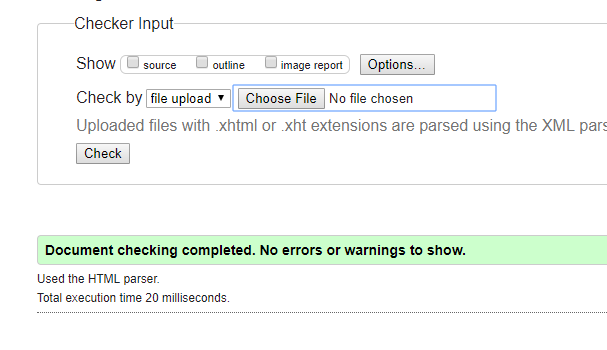 Checker Input
Show source outline image report Options...
Check by file upload Choose File No file chosen
Uploaded files with .xhtml or .xht extensions are parsed using the XML pars
Check
Document checking completed. No errors or warnings to show.
Used the HTML parser.
Total execution time 20 milliseconds.